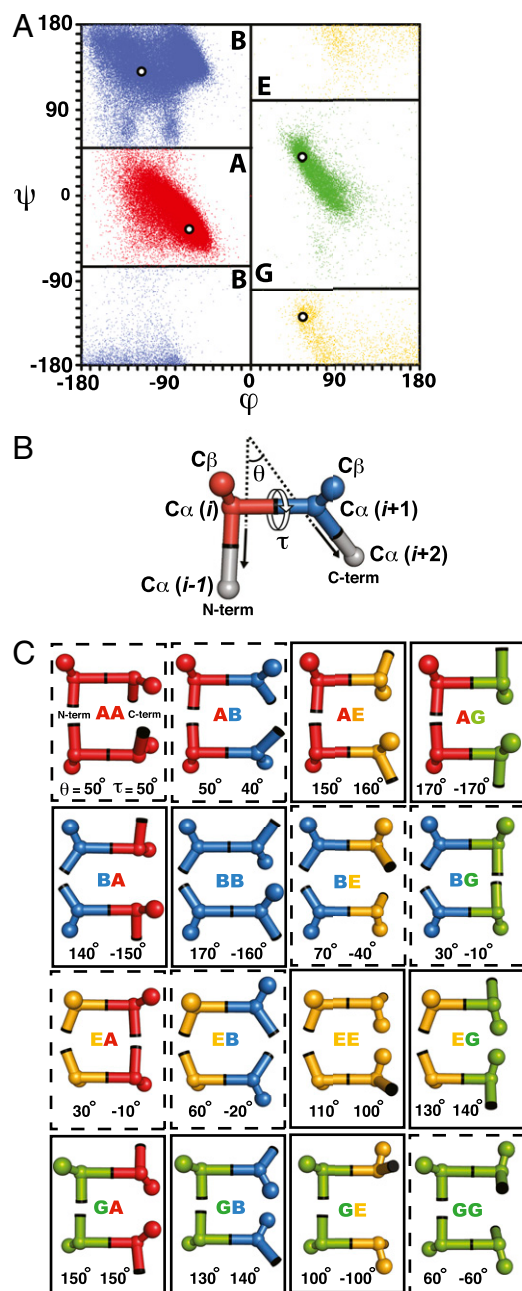 A
180
B
E
90
A
ψ
0
G
-90
B
-180
-180
-90
0
90
180
φ
B
Cβ
Cβ
θ
Cα (i)
Cα (i+1)
τ
Cα (i+2)
Cα (i-1)
C-term
N-term
C
N-term AA C-term
θ = 50° τ = 50°
AB
50° 40°
AE
150° 160°
AG
170° -170°
BA
140° -150°
BB
170° -160°
BE
70° -40°
BG
30° -10°
EA
30° -10°
EB
60° -20°
EE
110° 100°
EG
130° 140°
GA
150° 150°
GB
130° 140°
GE
100° -100°
GG
60° -60°